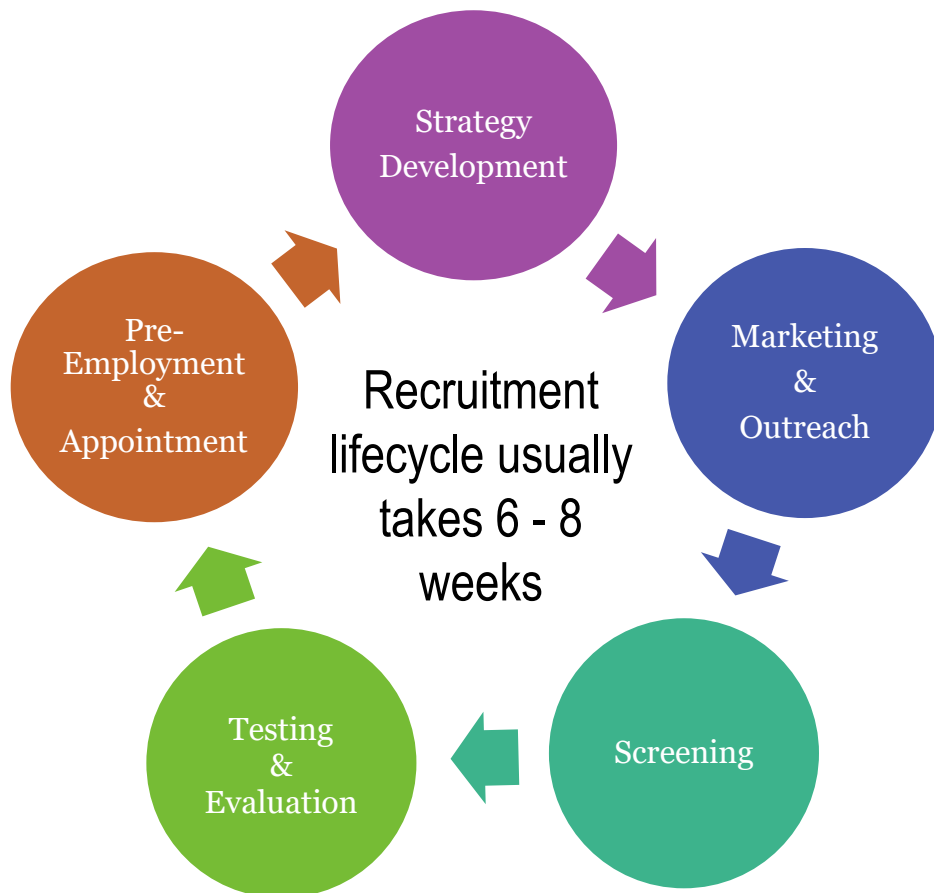 Strategy
Development
Marketing
&
Outreach
Screening
Testing
&
Evaluation
Pre-
Employment
&
Appointment
Recruitment
lifecycle usually
takes 6 - 8
weeks